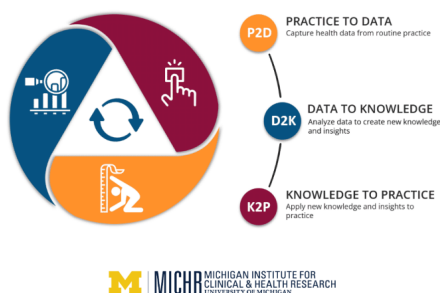 P2D
PRACTICE TO DATA
Capture health data from routine practice
D2K
DATA TO KNOWLEDGE
Analyze data to create new knowledge
and insights
K2P
KNOWLEDGE TO PRACTICE
Apply new knowledge and insights to
practice
M
MICHR
MICHIGAN INSTITUTE FOR
CLINICAL & HEALTH RESEARCH
UNIVERSITY OF MICHIGAN